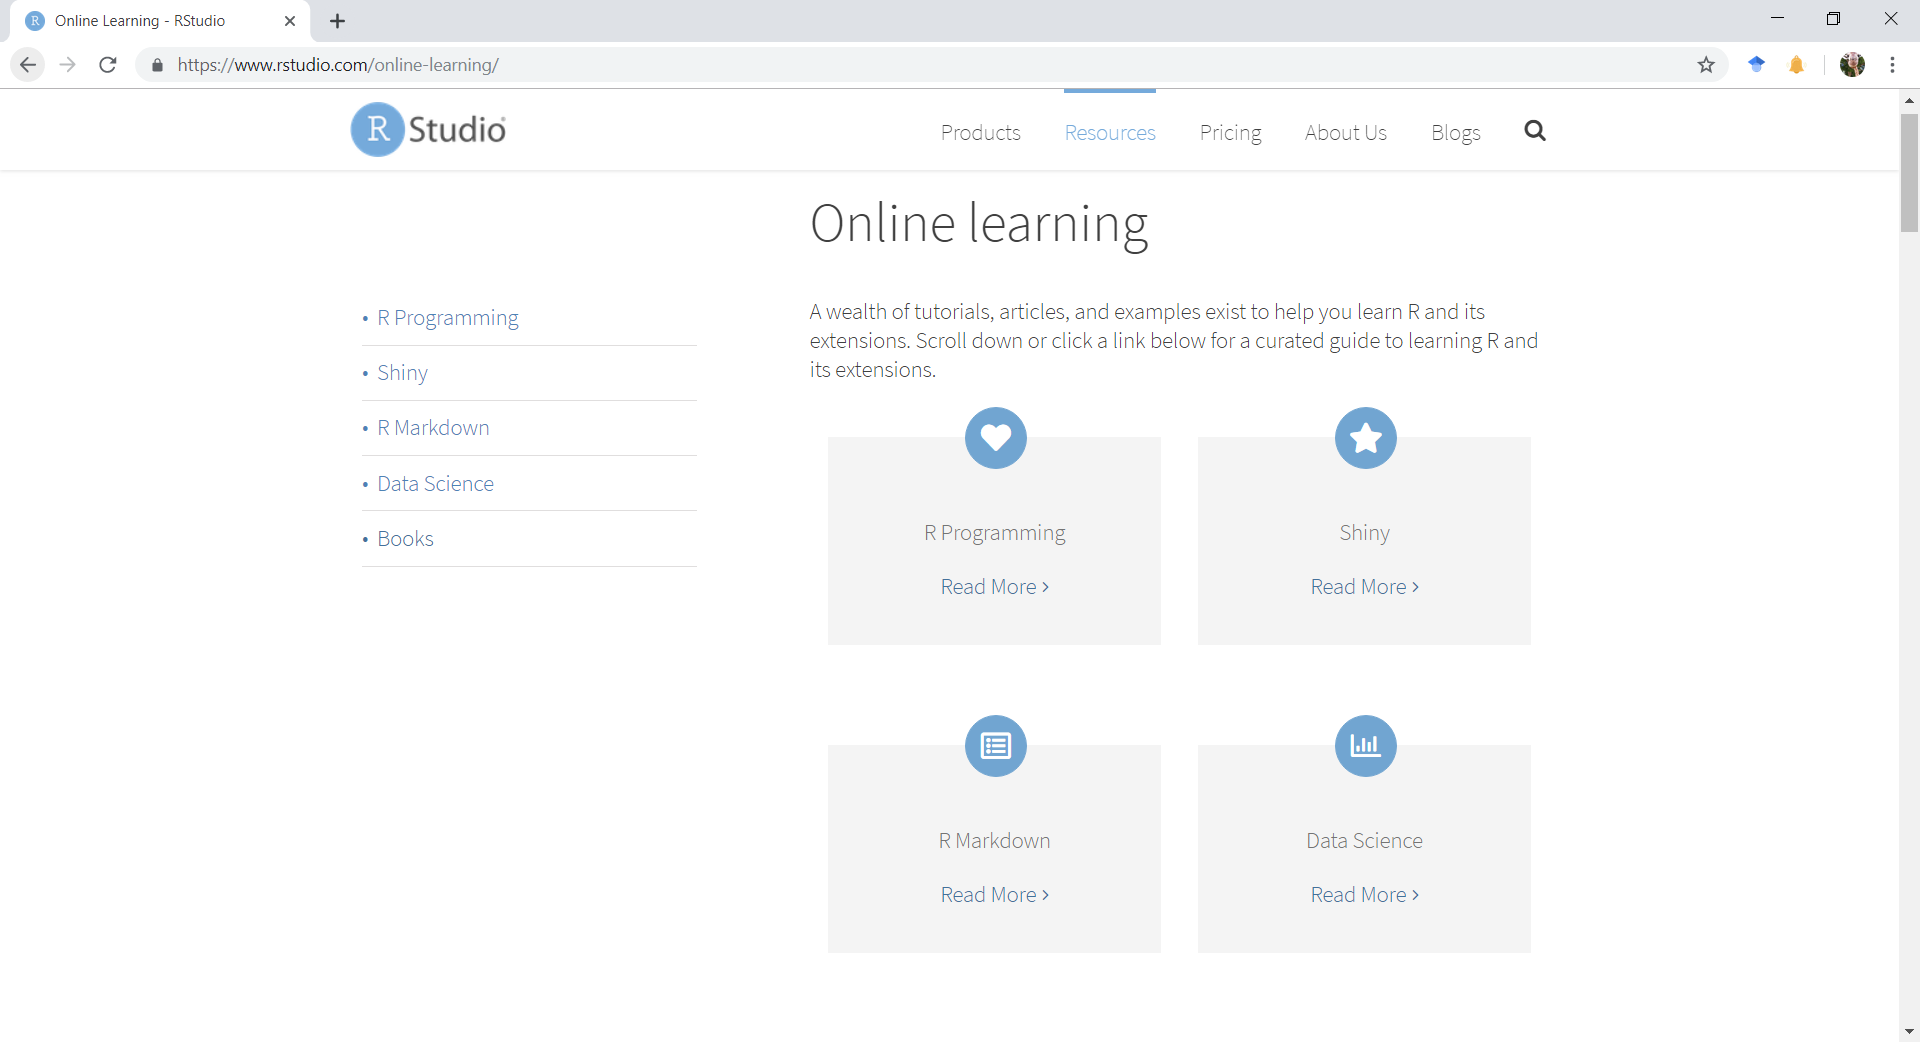 Online Learning - RStudio
https://www.rstudio.com/online-learning/
R Studio
Products Resources Pricing About Us Blogs
Online learning
• R Programming
• Shiny
• R Markdown
• Data Science
• Books
A wealth of tutorials, articles, and examples exist to help you learn R and its
extensions. Scroll down or click a link below for a curated guide to learning R and
its extensions.
R Programming
Read More >
Shiny
Read More >
R Markdown
Read More >
Data Science
Read More >